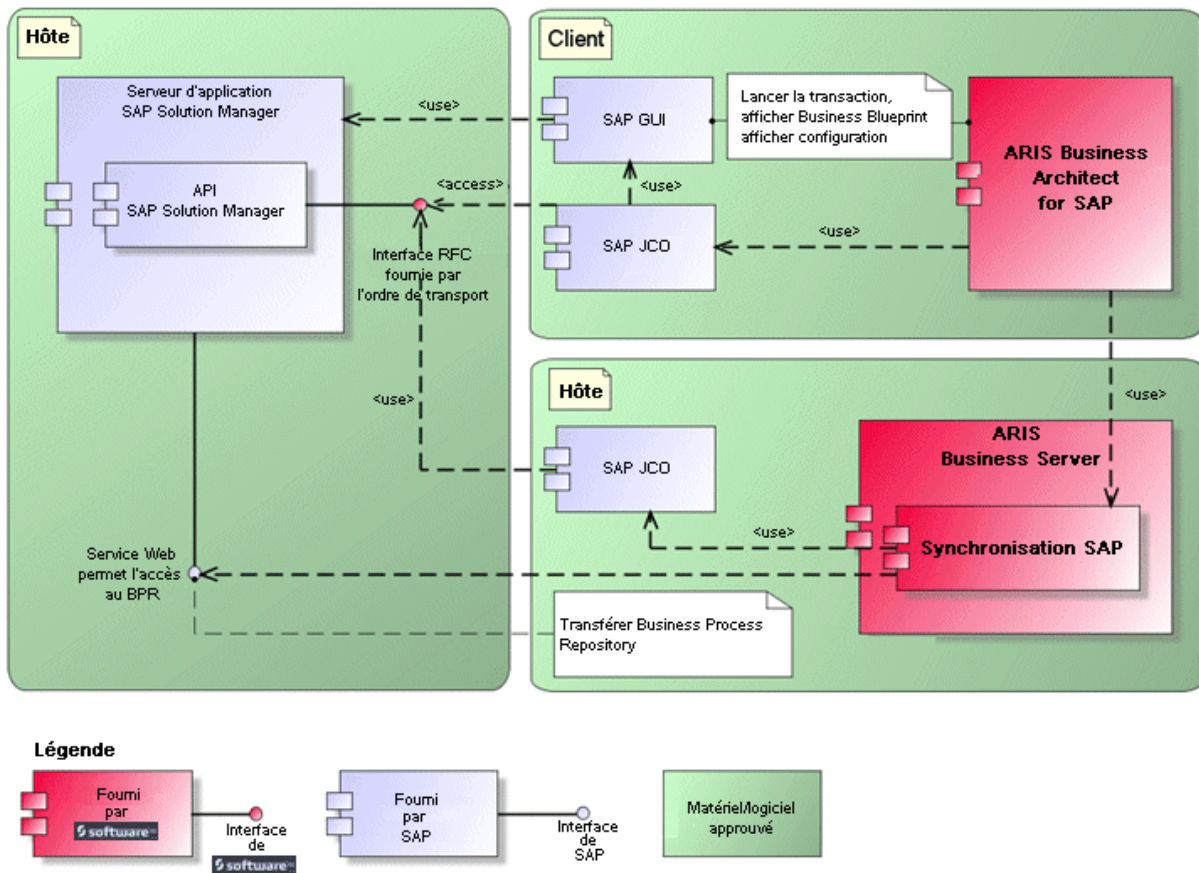 Hôte
Serveur d'application
SAP Solution Manager
API
SAP Solution Manager
<use>
<access>
Interface RFC
fournie par
l'ordre de transport
<use>
Service Web
permet l'accès
au BPR
Client
SAP GUI
Lancer la transaction,
afficher Business Blueprint
afficher configuration
ARIS Business
Architect
for SAP
<use>
SAP JCO
<use>
<use>
Hôte
SAP JCO
ARIS
Business Server
<use>
Synchronisation SAP
Transférer Business Process
Repository
Légende
Fourni
par
software
Interface
de
software
Fourni
par
SAP
Interface
de
SAP
Matériel/logiciel
approuvé